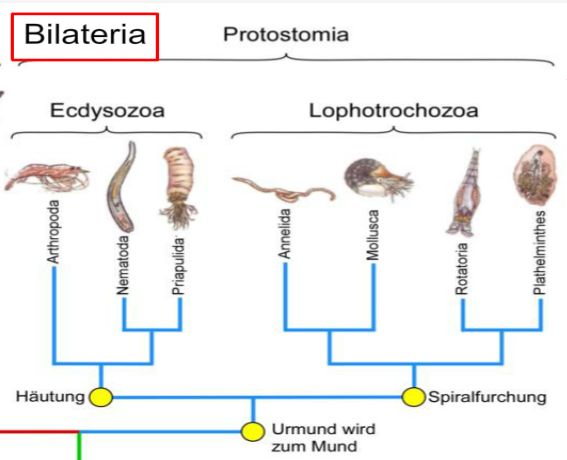 Bilateria
Protostomia
Ecdysozoa
Lophotrochozoa
Arthropoda
Nematoda
Priapulida
Annelida
Mollusca
Rotatoria
Plathelminthes
Häutung
Spiralfurchung
Urmund wird
zum Mund